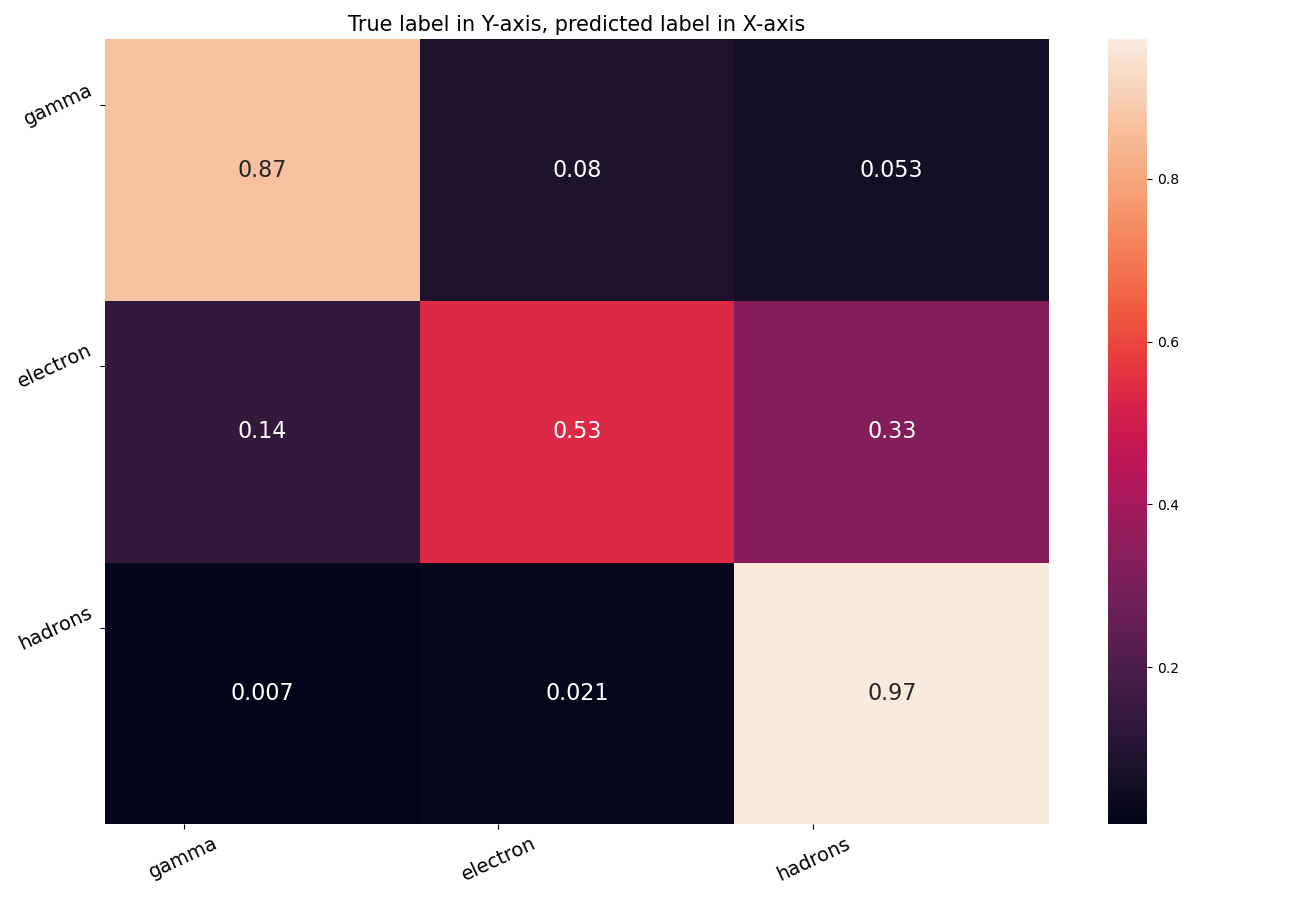 True label in Y-axis, predicted label in X-axis
gamma
0.87 0.08 0.053
electron
0.14 0.53 0.33
hadrons
0.007 0.021 0.97
gamma electron hadrons
0.8
0.6
0.4
0.2